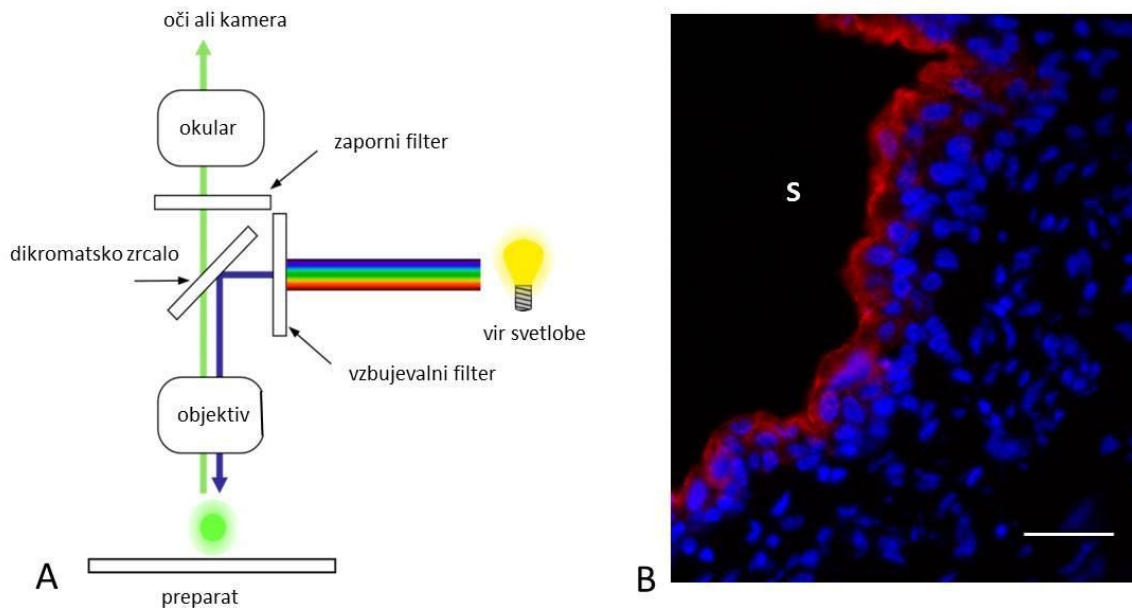 oči ali kamera
okular
zaporni filter
dikromatsko zrcalo
vir svetlobe
vzbujevalni filter
objektiv
preparat
A
S
B